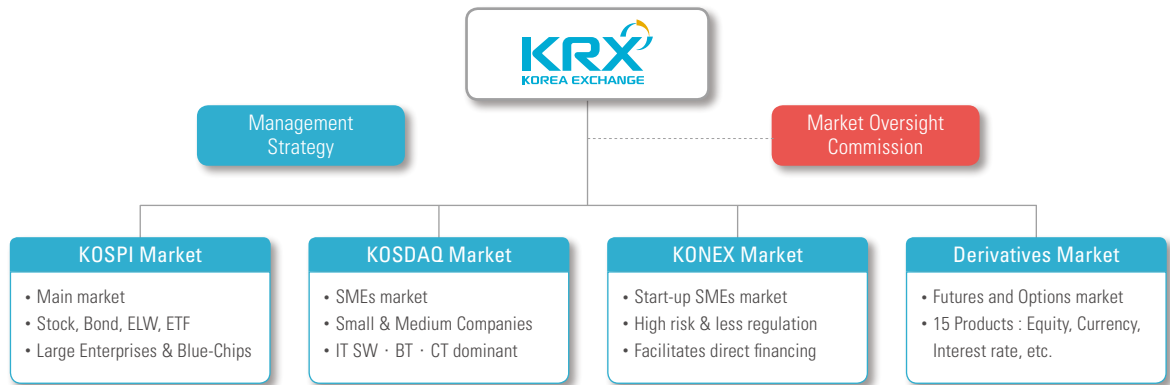 KRX
KOREA EXCHANGE
Management
Strategy
Market Oversight
Commission
KOSPI Market
• Main market
• Stock, Bond, ELW, ETF
• Large Enterprises & Blue-Chips
KOSDAQ Market
• SMEs market
• Small & Medium Companies
• IT SW · BT · CT dominant
KONEX Market
• Start-up SMEs market
• High risk & less regulation
• Facilitates direct financing
Derivatives Market
• Futures and Options market
• 15 Products : Equity, Currency,
Interest rate, etc.